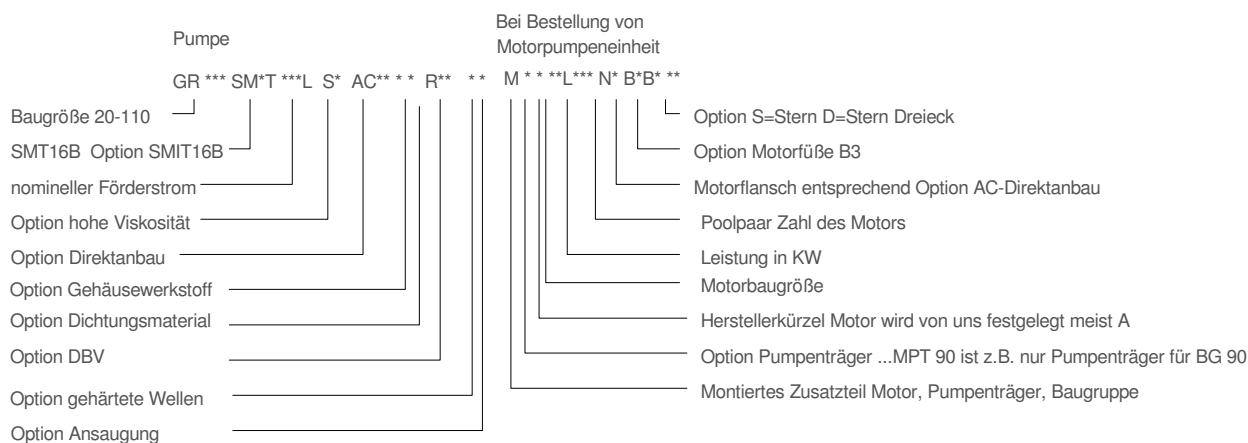 Pumpe
Bei Bestellung von
Motorpumpeneinheit
GR *** SM*T ***L S* AC** * * R** * * M * * **L*** N* B*B* **
Baugröße 20-110
Option S=Stern D=Stern Dreieck
SMT16B Option SMIT16B
Option Motorfüße B3
nomineller Förderstrom
Motorflansch entsprechend Option AC-Direktanbau
Option hohe Viskosität
Poolpaar Zahl des Motors
Option Direktanbau
Leistung in KW
Option Gehäusewerkstoff
Motorbaugröße
Option Dichtungsmaterial
Herstellerkürzel Motor wird von uns festgelegt meist A
Option DBV
Option Pumpenträger ...MPT 90 ist z.B. nur Pumpenträger für BG 90
Option gehärtete Wellen
Montiertes Zusatzteil Motor, Pumpenträger, Baugruppe
Option Ansaugung